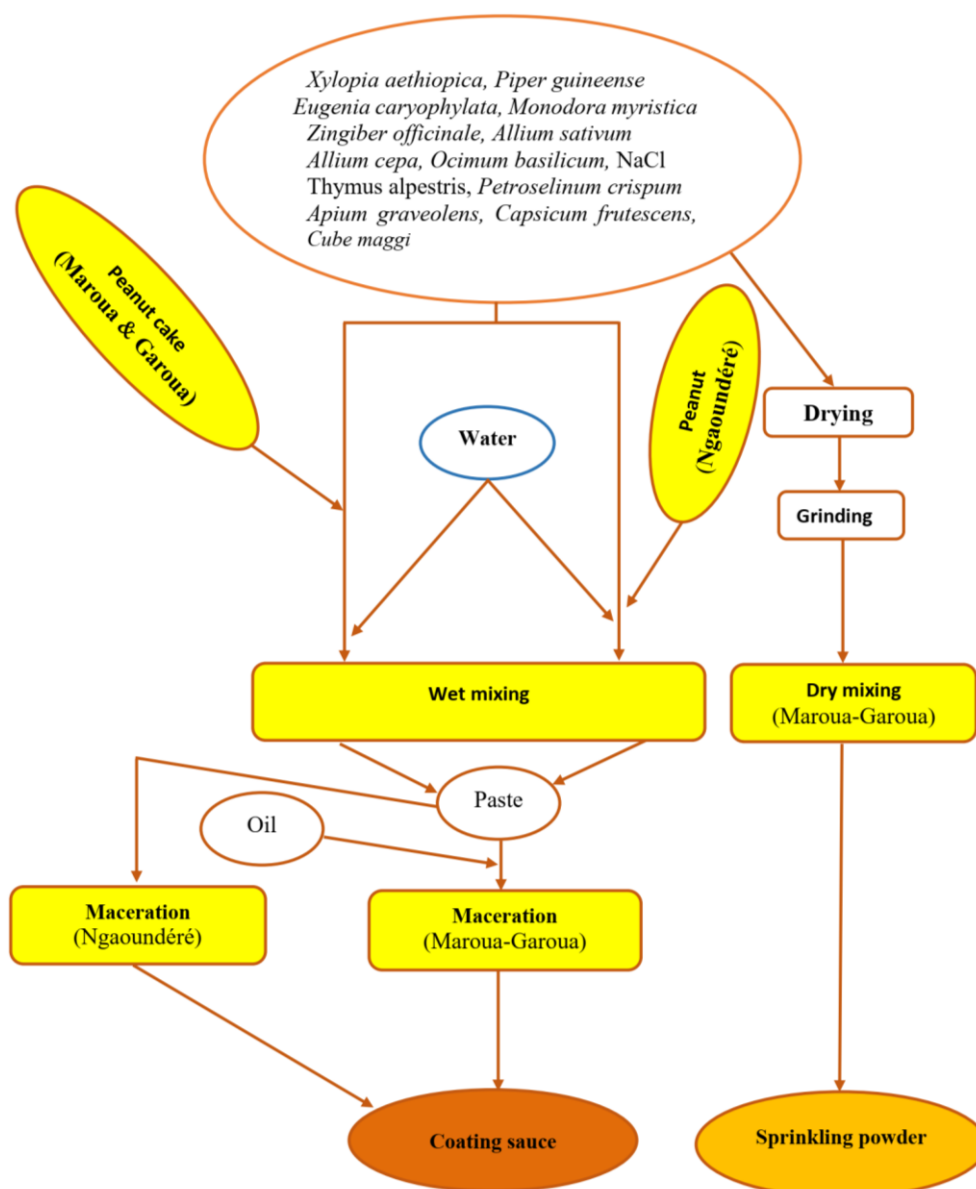 Xylopia aethiopica, Piper guineense
Eugenia caryophylata, Monodora myristica
Zingiber officinale, Allium sativum
Allium cepa, Ocimum basilicum, NaCl
Thymus alpestris, Petroselinum crispum
Apium graveolens, Capsicum frutescens,
Cube maggi
Peanut cake
(Maroua & Garoua)
Peanut
(Ngaoundéré)
Water
Drying
Grinding
Wet mixing
Dry mixing
(Maroua-Garoua)
Paste
Oil
Maceration
(Ngaoundéré)
Maceration
(Maroua-Garoua)
Coating sauce
Sprinkling powder